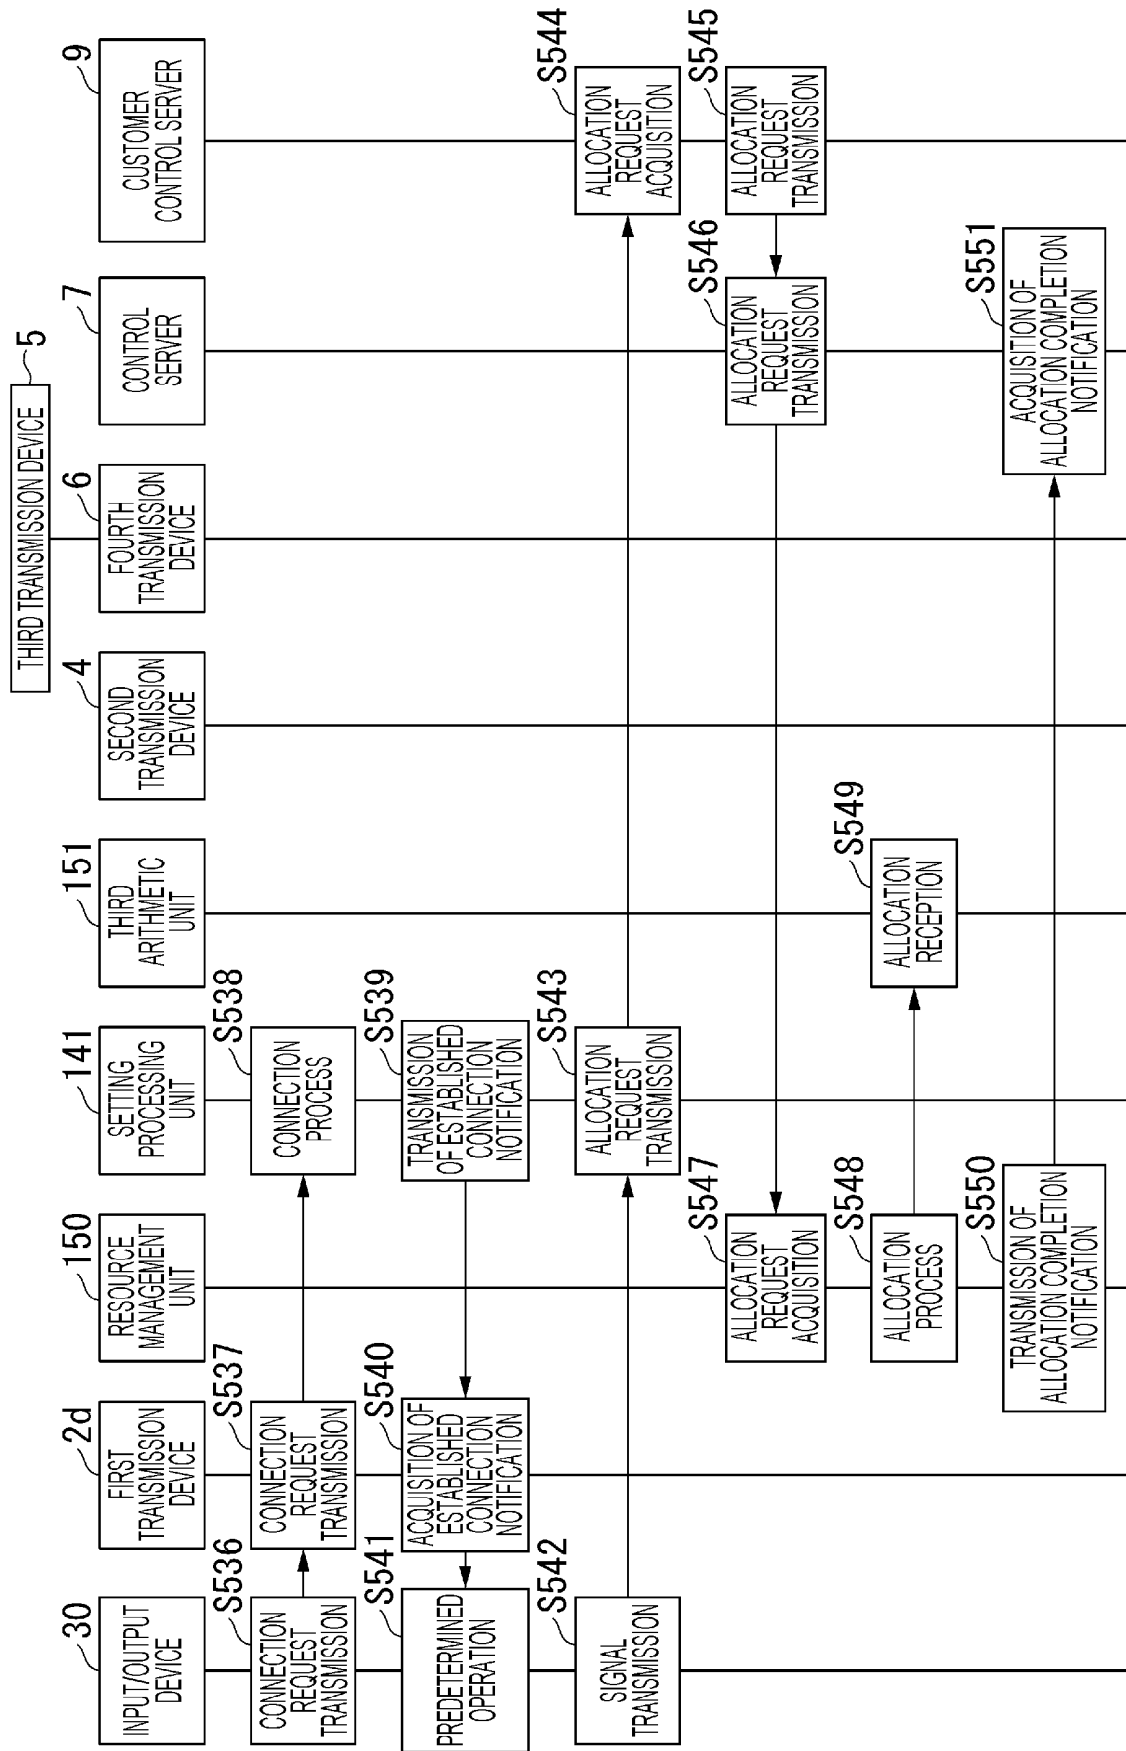 THIRD TRANSMISSION DEVICE
5
30
INPUT/OUTPUT
DEVICE
2d
FIRST
TRANSMISSION
DEVICE
150
RESOURCE
MANAGEMENT
UNIT
141
SETTING
PROCESSING
UNIT
151
THIRD
ARITHMETIC
UNIT
4
SECOND
TRANSMISSION
DEVICE
6
FOURTH
TRANSMISSION
DEVICE
7
CONTROL
SERVER
9
CUSTOMER
CONTROL SERVER
S536
CONNECTION
REQUEST
TRANSMISSION
S537
CONNECTION
REQUEST
TRANSMISSION
S538
CONNECTION
PROCESS
S539
TRANSMISSION
OF ESTABLISHED
CONNECTION
NOTIFICATION
S540
ACQUISITION OF
ESTABLISHED
CONNECTION
NOTIFICATION
S541
PREDETERMINED
OPERATION
S542
SIGNAL
TRANSMISSION
S543
ALLOCATION
REQUEST
TRANSMISSION
S544
ALLOCATION
REQUEST
ACQUISITION
S545
ALLOCATION
REQUEST
TRANSMISSION
S546
ALLOCATION
REQUEST
TRANSMISSION
S547
ALLOCATION
REQUEST
ACQUISITION
S548
ALLOCATION
PROCESS
S549
ALLOCATION
RECEPTION
S550
TRANSMISSION OF
ALLOCATION COMPLETION
NOTIFICATION
S551
ACQUISITION OF
ALLOCATION COMPLETION
NOTIFICATION